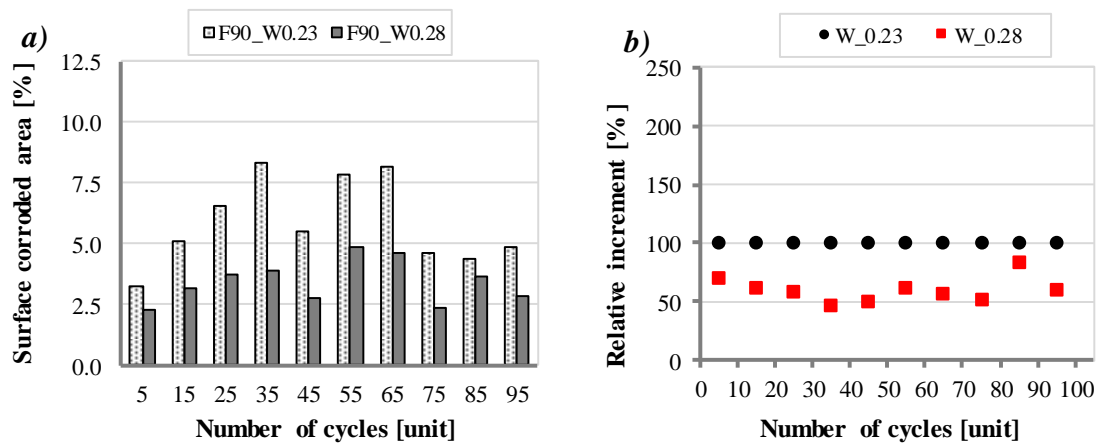 a)
F90_W0.23 F90_W0.28
Surface corroded area [%]
12.5
10.0
7.5
5.0
2.5
0.0
5 15 25 35 45 55 65 75 85 95
Number of cycles [unit]
b)
W_0.23 W_0.28
Relative increment [%]
250
200
150
100
50
0
0 10 20 30 40 50 60 70 80 90 100
Number of cycles [unit]